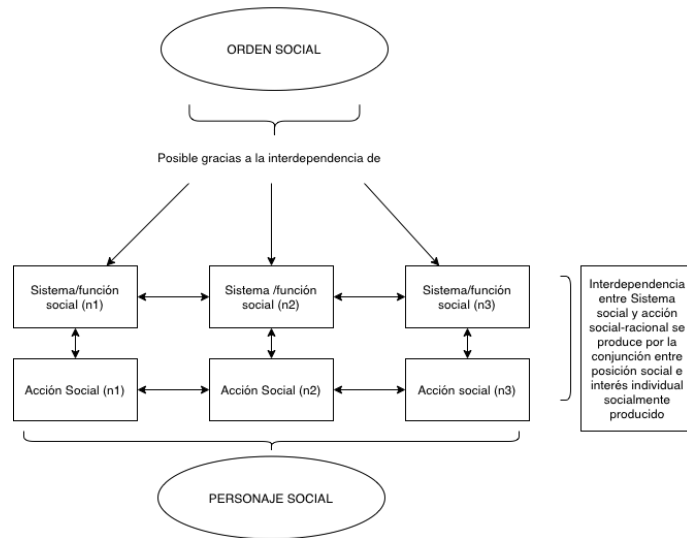 ORDEN SOCIAL
Posible gracias a la interdependencia de
Sistema/función
social (n1)
Sistema /función
social (n2)
Sistema/función
social (n3)
Acción Social (n1)
Acción Social (n2)
Acción social (n3)
Interdependencia
entre Sistema
social y acción
social-racional se
produce por la
conjunción entre
posición social e
interés individual
socialmente
producido
PERSONAJE SOCIAL